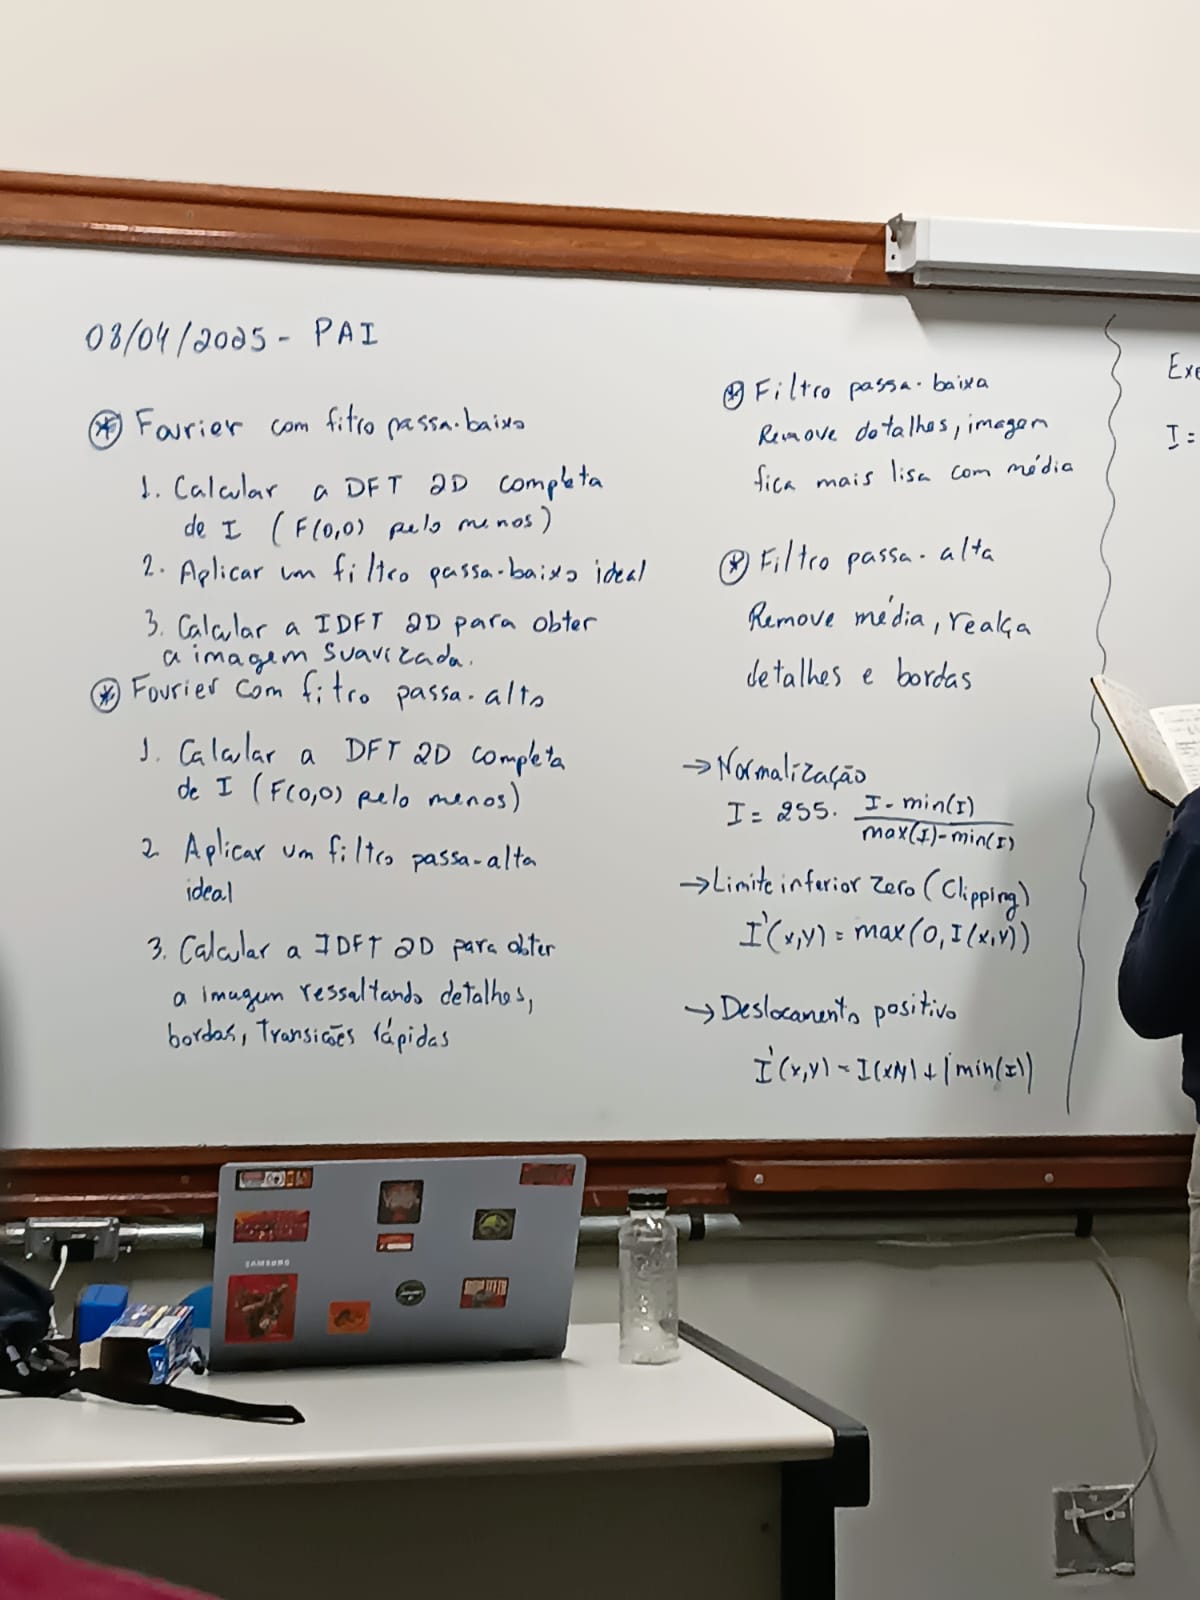 08/04/2025 - PAI
Fourier com fitro passa-baixo
1. Calcular a DFT 2D completa
de I (F(0,0) pelo menos)
2. Aplicar um filtro passa-baixo ideal
3. Calcular a IDFT 2D para obter
a imagem suavizada.
Fourier com fitro passa-alto
1. Calcular a DFT 2D completa
de I (F(0,0) pelo menos)
2 Aplicar um filtro passa-alta
ideal
3. Calcular a IDFT 2D para obter
a imagem ressaltando detalhes,
bordas, transições rápidas
Filtro passa-baixa
Remove detalhes, imagem
fica mais lisa com média
Filtro passa-alta
Remove média, realça
detalhes e bordas
→ Normalização
I = 255. I - min(I)
max(I)-min(I)
→ Limite inferior zero (Clipping)
I'(x,y) = max(0, I(x,y))
→ Deslocamento positivo
I'(x,y) = I(x,y) + |min(I)|
Exe
I =
SAMSUNG